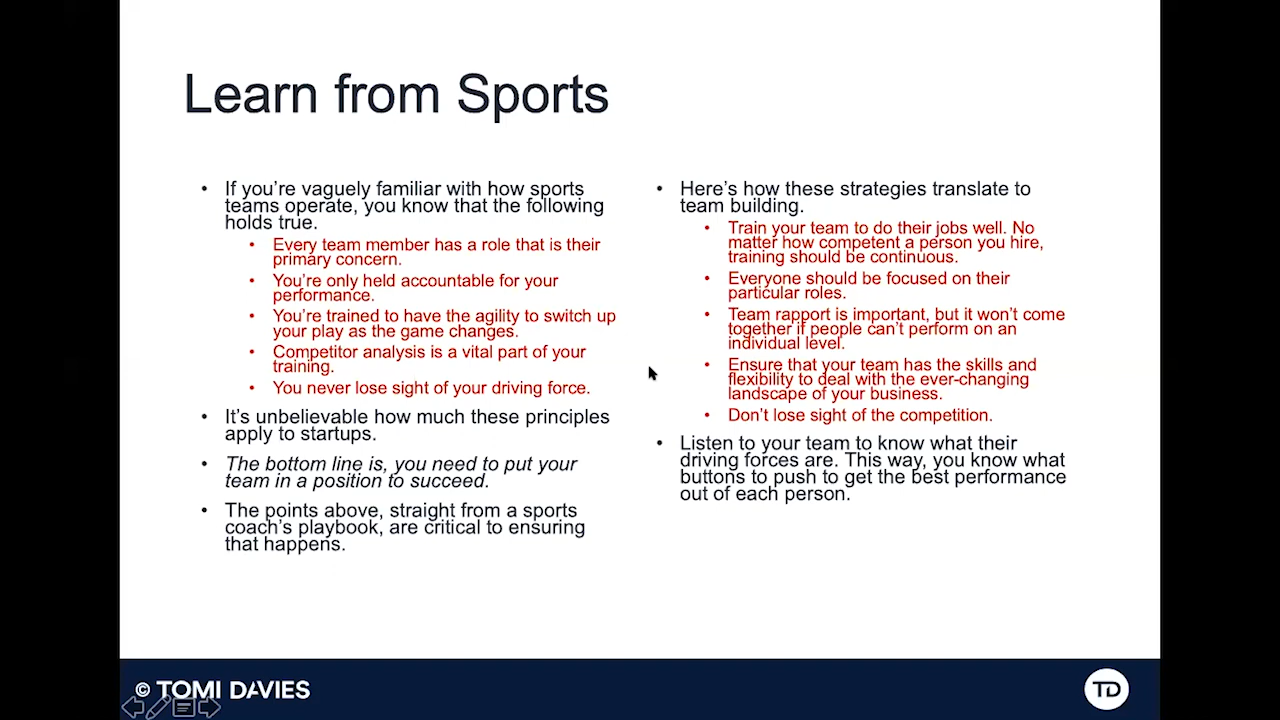 Learn from Sports
• If you’re vaguely familiar with how sports
teams operate, you know that the following
holds true.
• Every team member has a role that is their
primary concern.
• You’re only held accountable for your
performance.
• You’re trained to have the agility to switch up
your play as the game changes.
• Competitor analysis is a vital part of your
training.
• You never lose sight of your driving force.
• It’s unbelievable how much these principles
apply to startups.
• The bottom line is, you need to put your
team in a position to succeed.
• The points above, straight from a sports
coach’s playbook, are critical to ensuring
that happens.
• Here’s how these strategies translate to
team building.
• Train your team to do their jobs well. No
matter how competent a person you hire,
training should be continuous.
• Everyone should be focused on their
particular roles.
• Team rapport is important, but it won’t come
together if people can’t perform on an
individual level.
• Ensure that your team has the skills and
flexibility to deal with the ever-changing
landscape of your business.
• Don’t lose sight of the competition.
• Listen to your team to know what their
driving forces are. This way, you know what
buttons to push to get the best performance
out of each person.
© TOMI DAVIES
TD